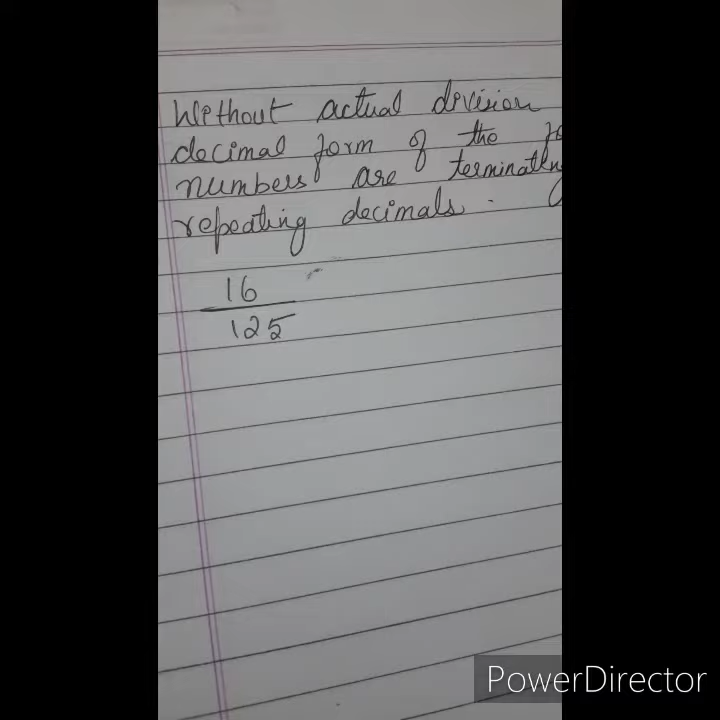 Without actual division
decimal form of the
numbers are
repeating decimals.
16
125
PowerDirector